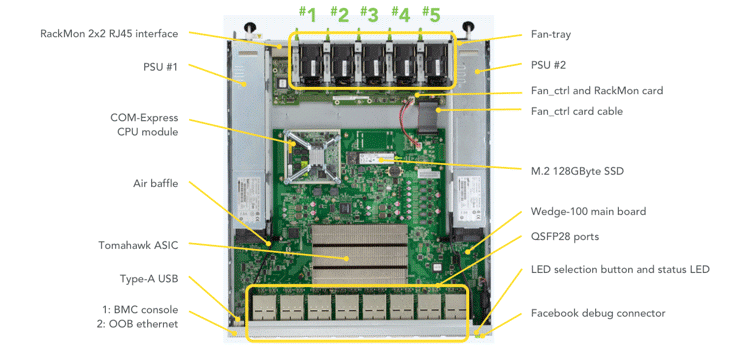 #1 #2 #3 #4 #5
RackMon 2x2 RJ45 interface
PSU #1
COM-Express
CPU module
Air baffle
Tomahawk ASIC
Type-A USB
1: BMC console
2: OOB ethernet
Fan-tray
PSU #2
Fan_ctrl and RackMon card
Fan_ctrl card cable
M.2 128GByte SSD
Wedge-100 main board
QSFP28 ports
LED selection button and status LED
Facebook debug connector